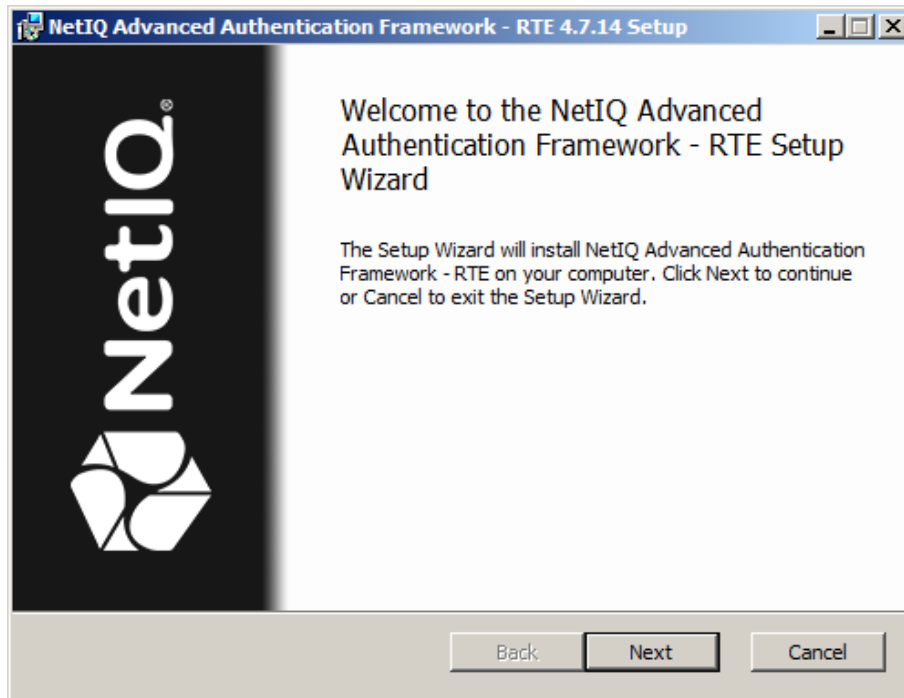 NetIQ Advanced Authentication Framework - RTE 4.7.14 Setup
NetIQ®
Welcome to the NetIQ Advanced
Authentication Framework - RTE Setup
Wizard
The Setup Wizard will install NetIQ Advanced Authentication
Framework - RTE on your computer. Click Next to continue
or Cancel to exit the Setup Wizard.
Back
Next
Cancel